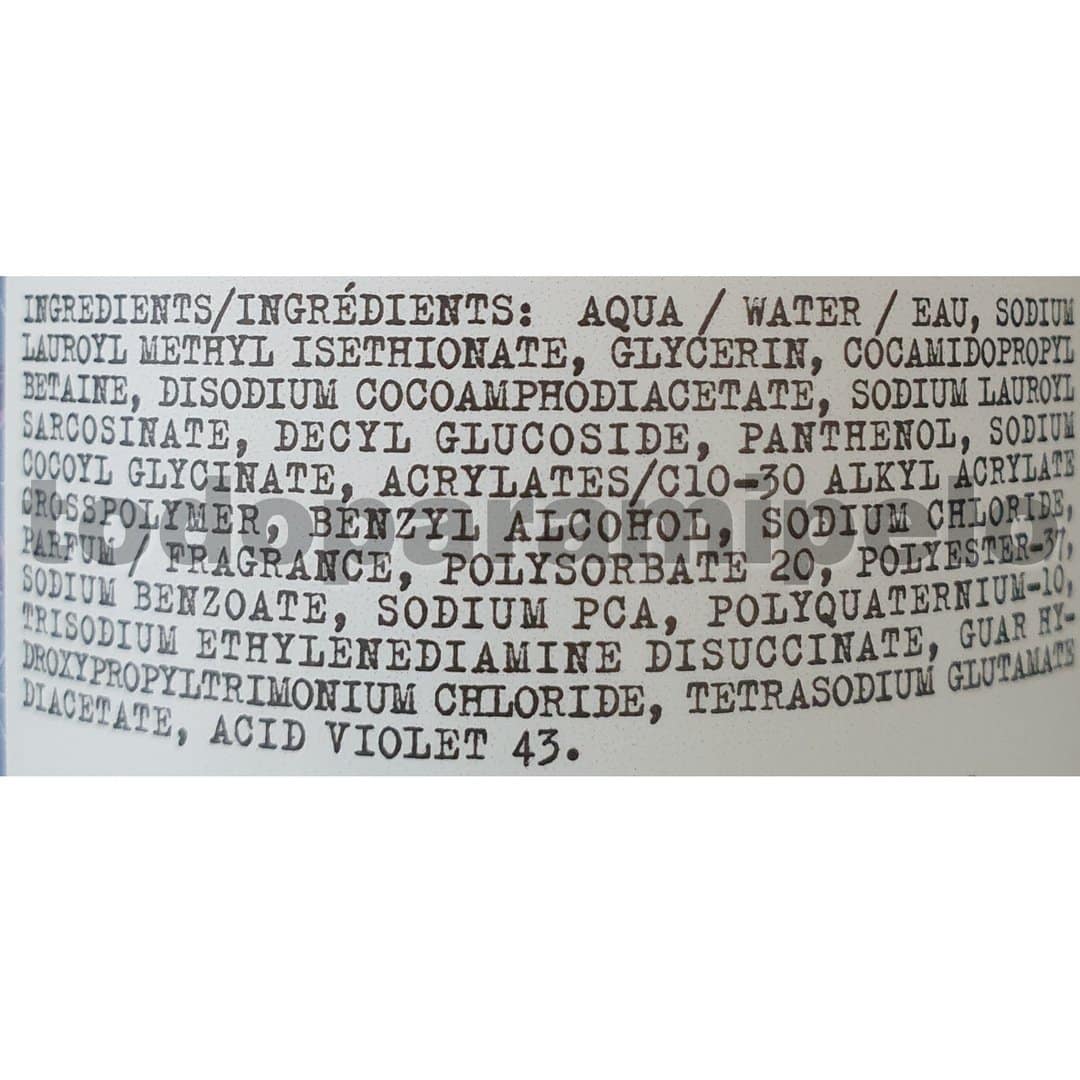 INGREDIENTS/INGRÉDIENTS: AQUA / WATER / EAU, SODIUM
LAUROYL METHYL ISETHIONATE, GLYCERIN, COCAMIDOPROPYL
BETAINE, DISODIUM COCOAMPHODIACETATE, SODIUM LAUROYL
SARCOSINATE, DECYL GLUCOSIDE, PANTHENOL, SODIUM
COCOYL GLYCINATE, ACRYLATES/C10-30 ALKYL ACRYLATE
CROSSPOLYMER, BENZYL ALCOHOL, SODIUM CHLORIDE,
PARFUM / FRAGRANCE, POLYSORBATE 20, POLYESTER-37,
SODIUM BENZOATE, SODIUM PCA, POLYQUATERNIUM-10,
TRISODIUM ETHYLENEDIAMINE DISUCCINATE, GUAR HY-
DROXYPROPYLTRIMONIUM CHLORIDE, TETRASODIUM GLUTAMATE
DIACETATE, ACID VIOLET 43.
todoparamipelo